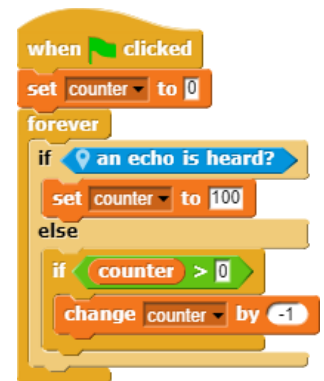 when clicked
set counter to 0
forever
if an echo is heard?
set counter to 100
else
if counter > 0
change counter by -1